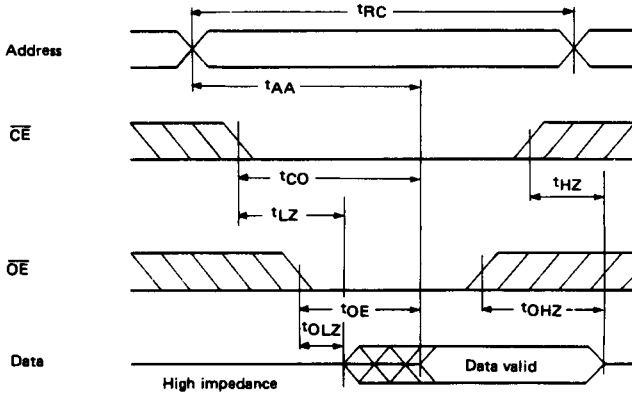 tRC
Address
tAA
CE
tCO
tHZ
tLZ
OE
tOE
tOHZ
tOLZ
Data
Data valid
High impedance